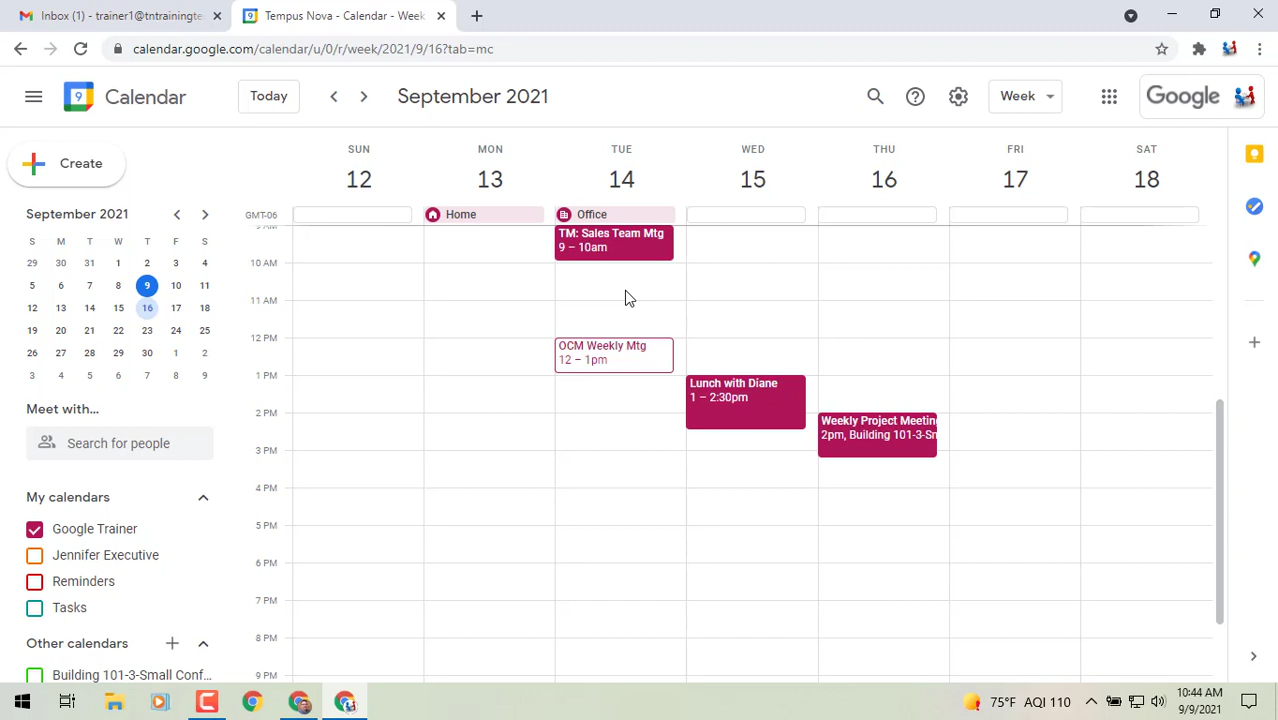 Inbox (1) - trainer1@tntrainingte
Tempus Nova - Calendar - Week
calendar.google.com/calendar/u/0/r/week/2021/9/16?tab=mc
9 Calendar Today September 2021 Week Google
Create
SUN MON TUE WED THU FRI SAT
12 13 14 15 16 17 18
September 2021
GMT-06 Home Office
S M T W T F S
29 30 31 1 2 3 4
5 6 7 8 9 10 11
12 13 14 15 16 17 18
19 20 21 22 23 24 25
26 27 28 29 30 1 2
3 4 5 6 7 8 9
Meet with...
Search for people
My calendars
Google Trainer
Jennifer Executive
Reminders
Tasks
Other calendars
Building 101-3-Small Conf...
9 AM
10 AM
11 AM
12 PM
1 PM
2 PM
3 PM
4 PM
5 PM
6 PM
7 PM
8 PM
9 PM
TM: Sales Team Mtg
9 – 10am
OCM Weekly Mtg
12 – 1pm
Lunch with Diane
1 – 2:30pm
Weekly Project Meetin
2pm, Building 101-3-Sn
75°F AQI 110
10:44 AM
9/9/2021